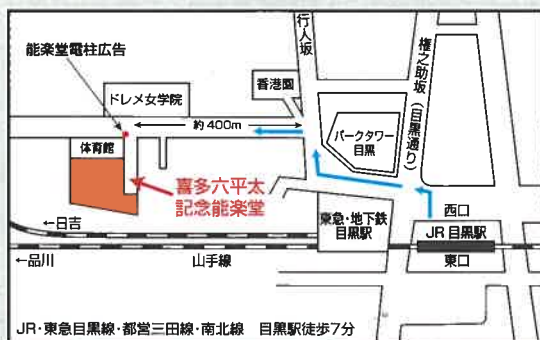 能楽堂電柱広告
ドレメ女学院
香港園
行人坂
権之助坂(目黒通り)
約400m
パークタワー
目黒
体育館
喜多六平太
記念能楽堂
←日吉
東急・地下鉄
目黒駅
西口
JR 目黒駅
東口
←品川
山手線
JR・東急目黒線・都営三田線・南北線 目黒駅徒歩7分